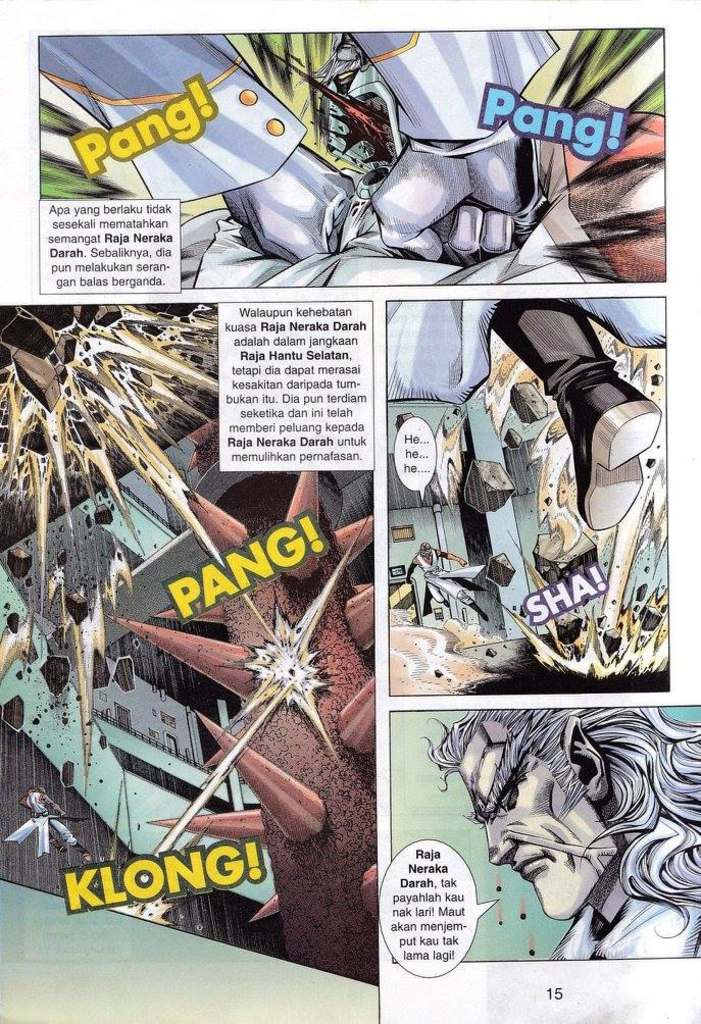 Pang!
Pang!
Apa yang berlaku tidak
sesekali mematahkan
semangat Raja Neraka
Darah. Sebaliknya, dia
pun melakukan seran-
gan balas berganda.
Walaupun kehebatan
kuasa Raja Neraka Darah
adalah dalam jangkaan
Raja Hantu Selatan,
tetapi dia dapat merasai
kesakitan daripada tum-
bukan itu. Dia pun terdiam
seketika dan ini telah
memberi peluang kepada
Raja Neraka Darah untuk
memulihkan pernafasan.
PANG!
KLONG!
He...
he...
he....
SHA!
Raja
Neraka
Darah, tak
payahlah kau
nak lari! Maut
akan menjem-
put kau tak
lama lagi!
15